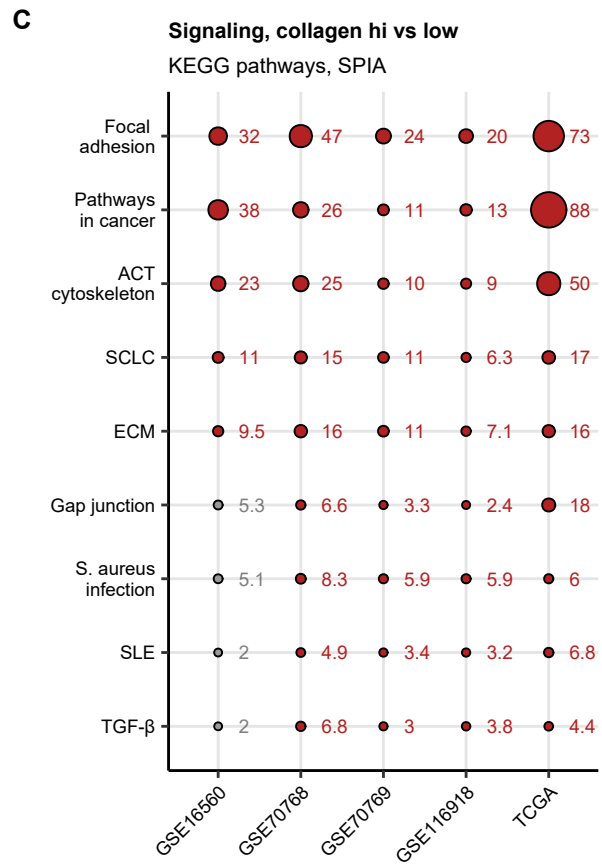 C
Signaling, collagen hi vs low
KEGG pathways, SPIA
Focal
adhesion
32 47 24 20 73
Pathways
in cancer
38 26 11 13 88
ACT
cytoskeleton
23 25 10 9 50
SCLC 11 15 11 6.3 17
ECM 9.5 16 11 7.1 16
Gap junction 5.3 6.6 3.3 2.4 18
S. aureus
infection
5.1 8.3 5.9 5.9 6
SLE 2 4.9 3.4 3.2 6.8
TGF-β 2 6.8 3 3.8 4.4
GSE16560 GSE70768 GSE70769 GSE116918 TCGA